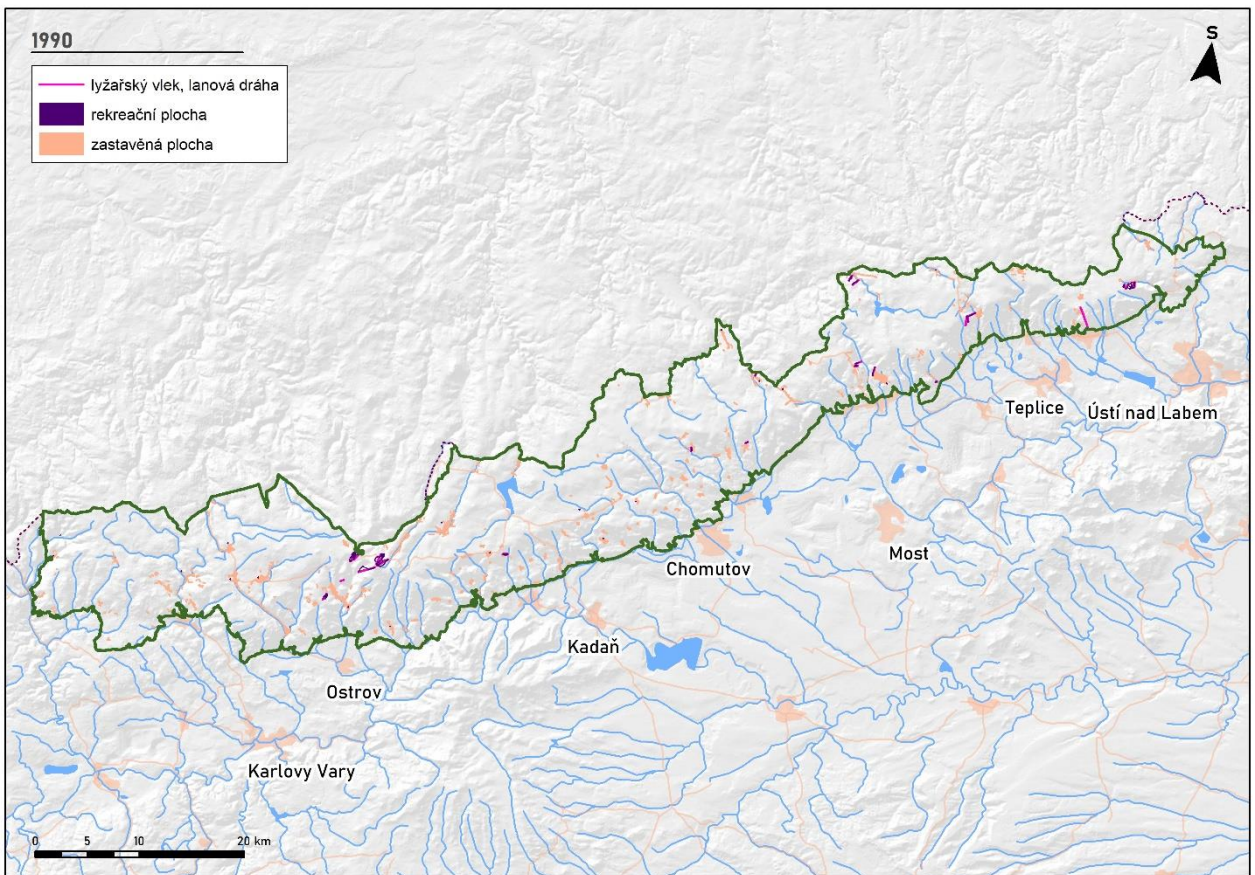 1990
S
lyžařský vlek, lanová dráha
rekreační plocha
zastavěná plocha
Teplice
Ústí nad Labem
Most
Chomutov
Kadaň
Ostrov
Karlovy Vary
0 5 10 20 km